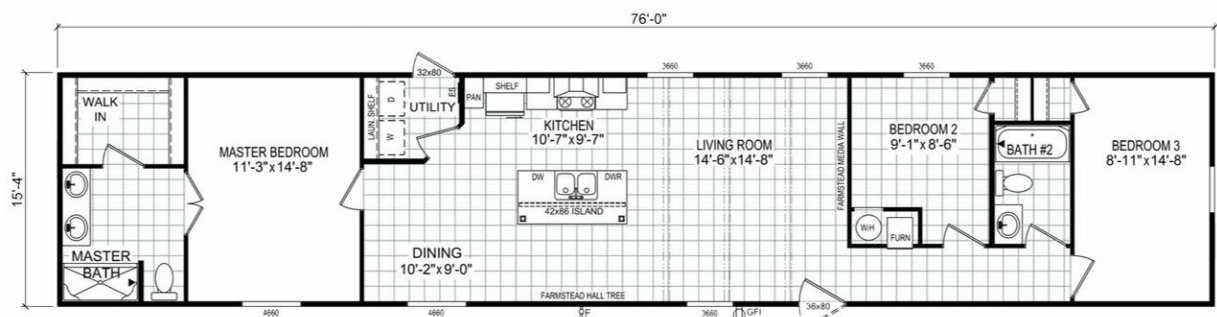 76'-0"
15'-4"
32x80
3660
3660
3660
WALK
IN
MASTER BEDROOM
11'-3"x14'-8"
LAUN. SHELF
D
W
UTILITY
ES
PAN
SHELF
KITCHEN
10'-7"x9'-7"
DW
DWR
42x86 ISLAND
LIVING ROOM
14'-6"x14'-8"
FARMSTEAD MEDIA WALL
BEDROOM 2
9'-1"x8'-6"
W/H
FURN
BATH #2
BEDROOM 3
8'-11"x14'-8"
MASTER
BATH
DINING
10'-2"x9'-0"
FARMSTEAD HALL TREE
36x80
4660
4660
3660
GFI